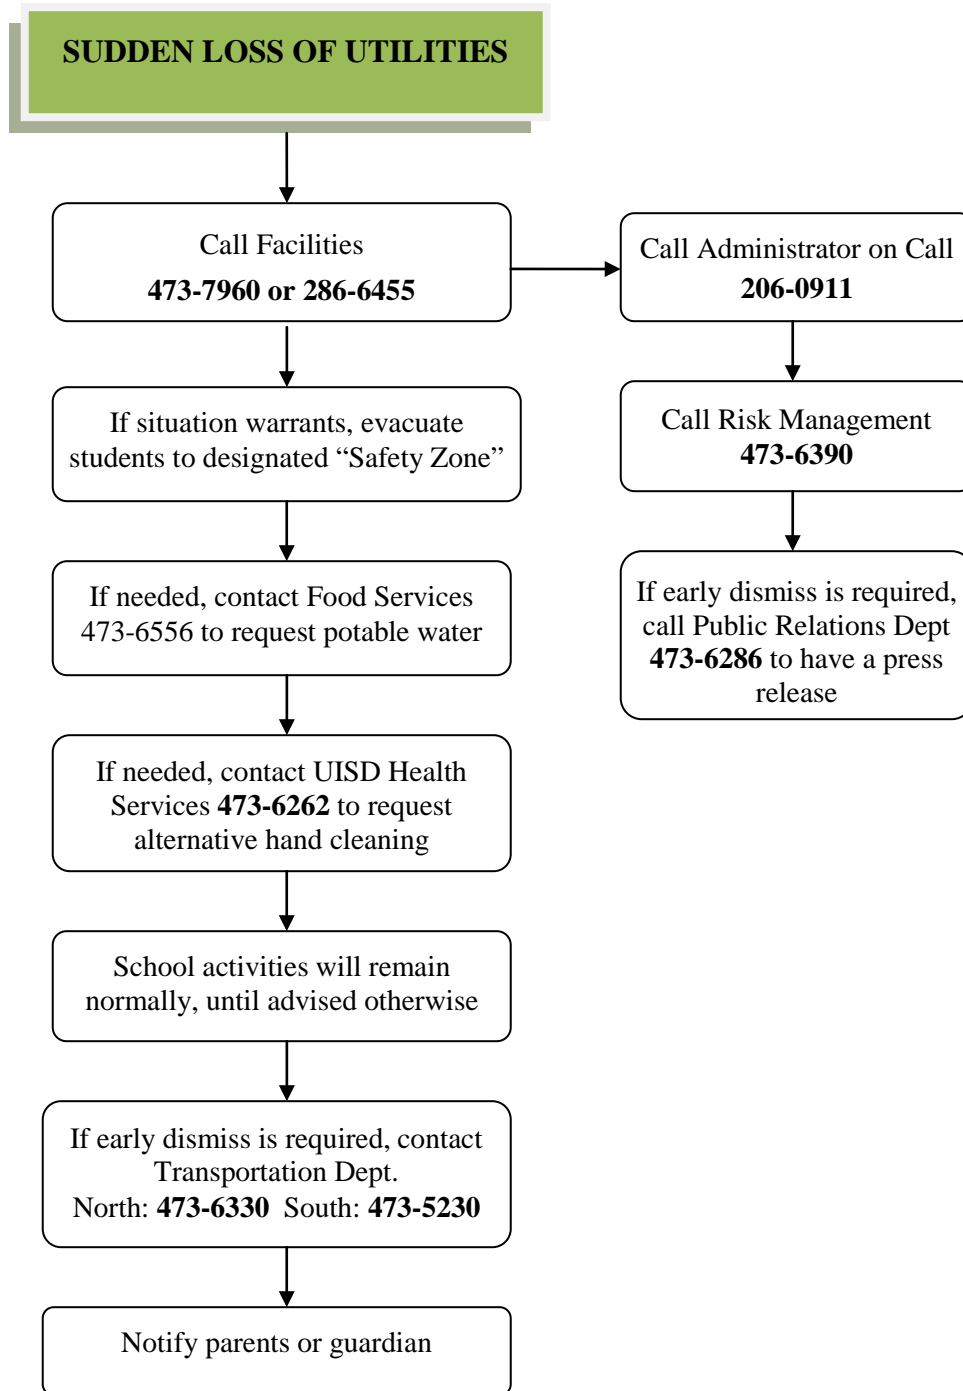 SUDDEN LOSS OF UTILITIES
Call Facilities
473-7960 or 286-6455
Call Administrator on Call
206-0911
If situation warrants, evacuate
students to designated “Safety Zone”
Call Risk Management
473-6390
If needed, contact Food Services
473-6556 to request potable water
If early dismiss is required,
call Public Relations Dept
473-6286 to have a press
release
If needed, contact UISD Health
Services 473-6262 to request
alternative hand cleaning
School activities will remain
normally, until advised otherwise
If early dismiss is required, contact
Transportation Dept.
North: 473-6330  South: 473-5230
Notify parents or guardian